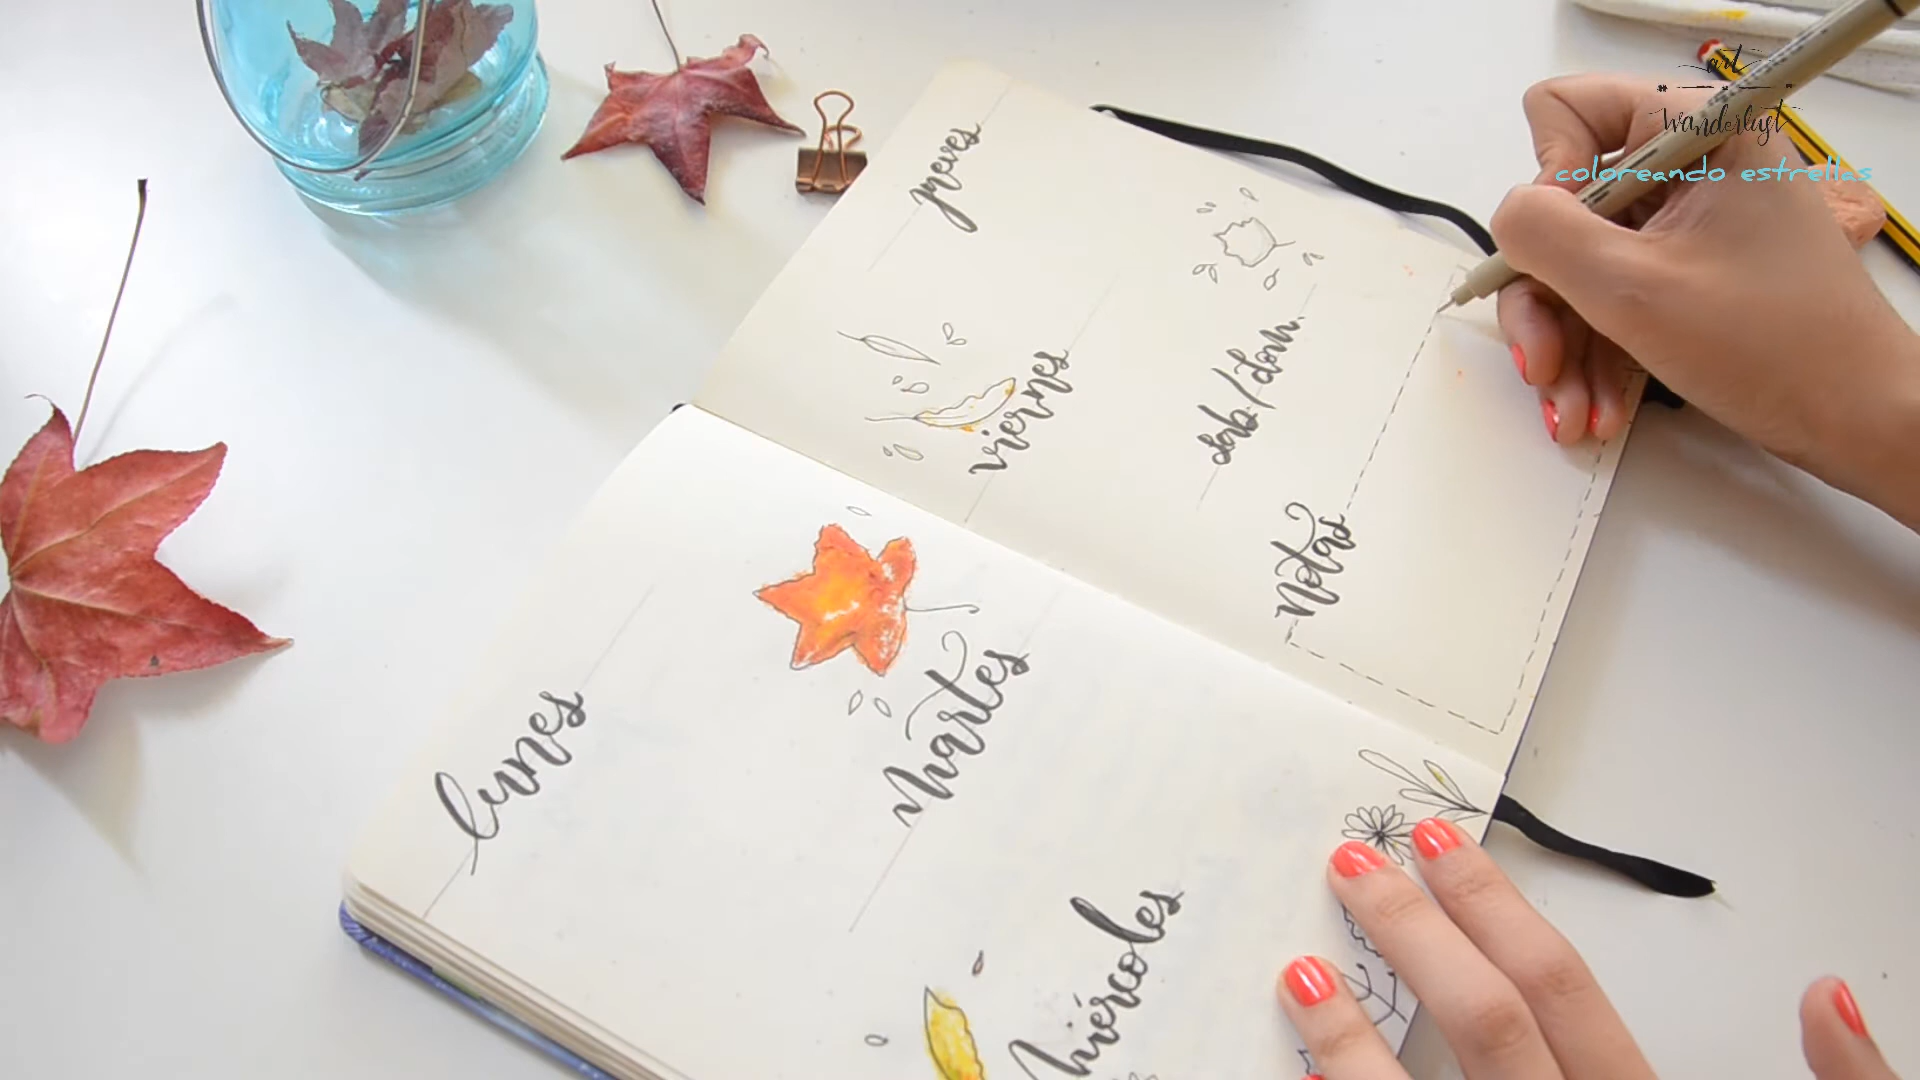 lunes
Martes
Miércoles
jueves
viernes
sab./dom.
Notas
art
wanderlust
coloreando estrellas